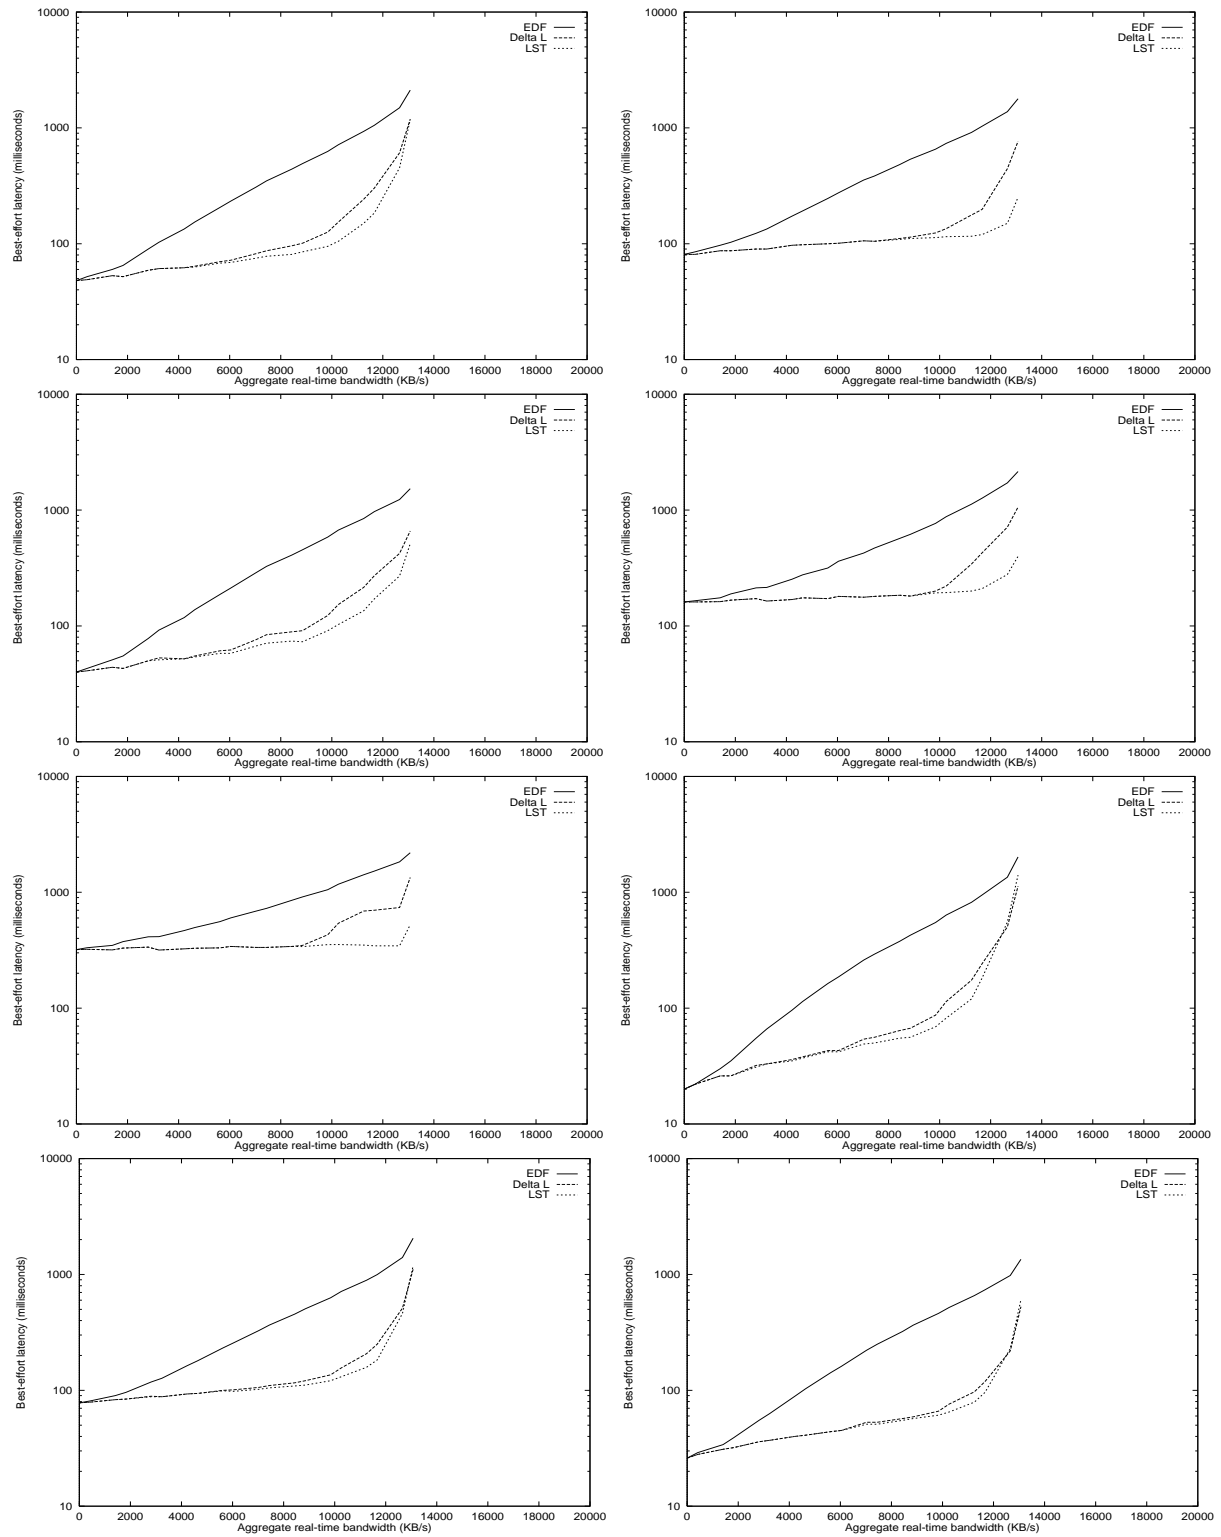 10000
1000
100
10
Best-effort latency (milliseconds)
EDF
Delta L
LST
0 2000 4000 6000 8000 10000 12000 14000 16000 18000 20000
Aggregate real-time bandwidth (KB/s)
10000
1000
100
10
Best-effort latency (milliseconds)
EDF
Delta L
LST
0 2000 4000 6000 8000 10000 12000 14000 16000 18000 20000
Aggregate real-time bandwidth (KB/s)
10000
1000
100
10
Best-effort latency (milliseconds)
EDF
Delta L
LST
0 2000 4000 6000 8000 10000 12000 14000 16000 18000 20000
Aggregate real-time bandwidth (KB/s)
10000
1000
100
10
Best-effort latency (milliseconds)
EDF
Delta L
LST
0 2000 4000 6000 8000 10000 12000 14000 16000 18000 20000
Aggregate real-time bandwidth (KB/s)
10000
1000
100
10
Best-effort latency (milliseconds)
EDF
Delta L
LST
0 2000 4000 6000 8000 10000 12000 14000 16000 18000 20000
Aggregate real-time bandwidth (KB/s)
10000
1000
100
10
Best-effort latency (milliseconds)
EDF
Delta L
LST
0 2000 4000 6000 8000 10000 12000 14000 16000 18000 20000
Aggregate real-time bandwidth (KB/s)
10000
1000
100
10
Best-effort latency (milliseconds)
EDF
Delta L
LST
0 2000 4000 6000 8000 10000 12000 14000 16000 18000 20000
Aggregate real-time bandwidth (KB/s)
10000
1000
100
10
Best-effort latency (milliseconds)
EDF
Delta L
LST
0 2000 4000 6000 8000 10000 12000 14000 16000 18000 20000
Aggregate real-time bandwidth (KB/s)